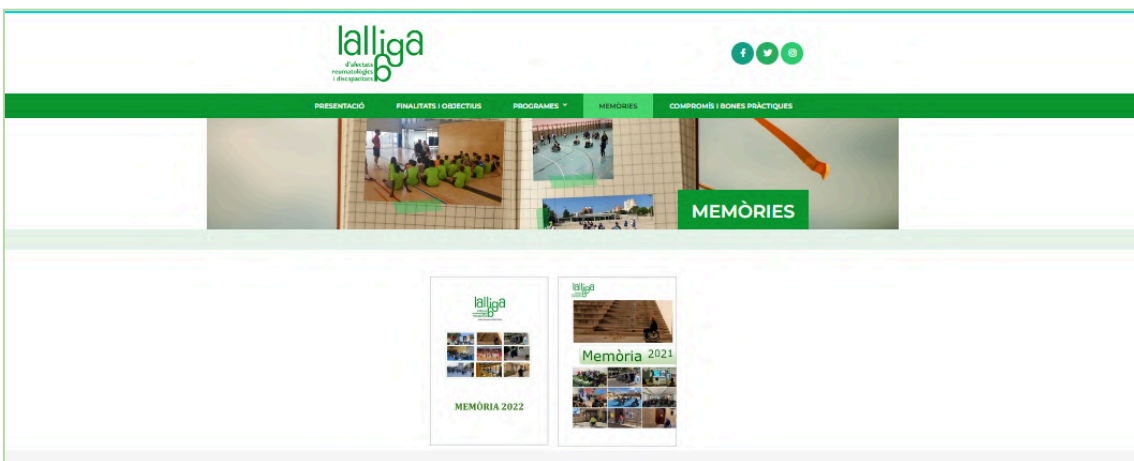 lalliga
d'afectats
reumatològics
i discapacitats
PRESENTACIÓ FINALITATS I OBJECTIUS PROGRAMES MEMÒRIES COMPROMÍS I BONES PRÀCTIQUES
MEMÒRIES
lalliga
MEMÒRIA 2022
lalliga
Memòria 2021